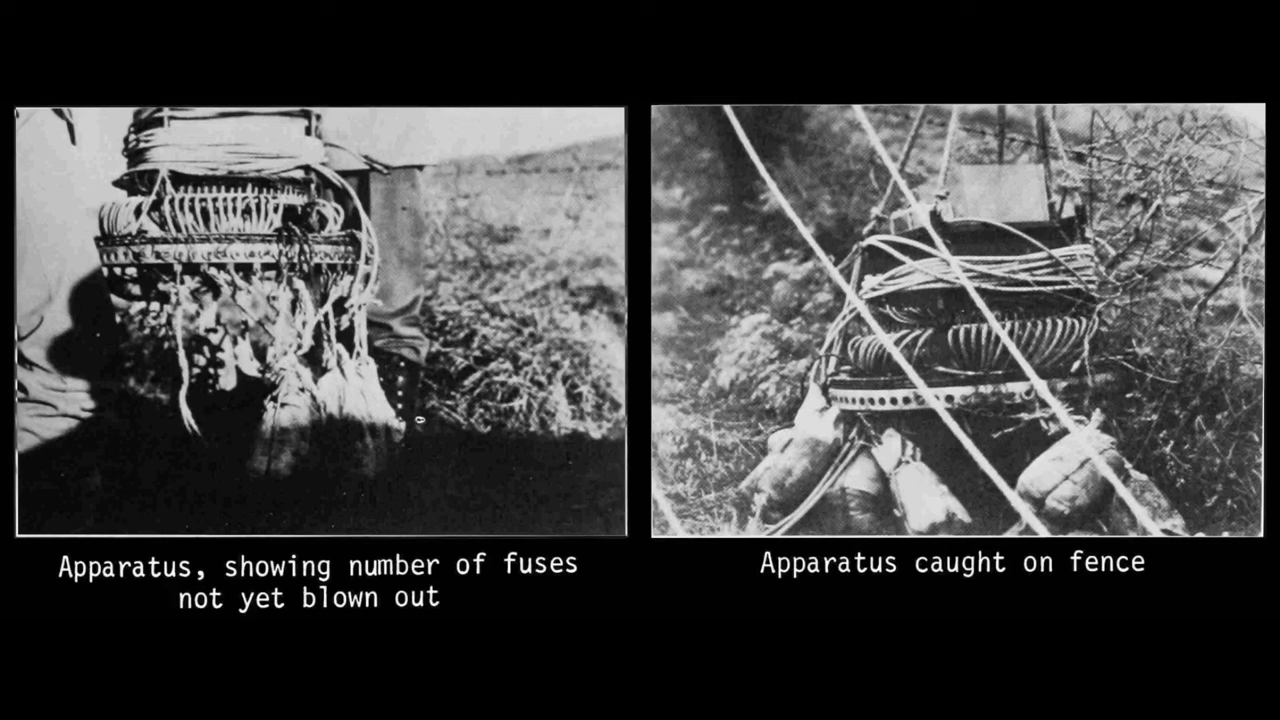 Apparatus, showing number of fuses
not yet blown out
Apparatus caught on fence